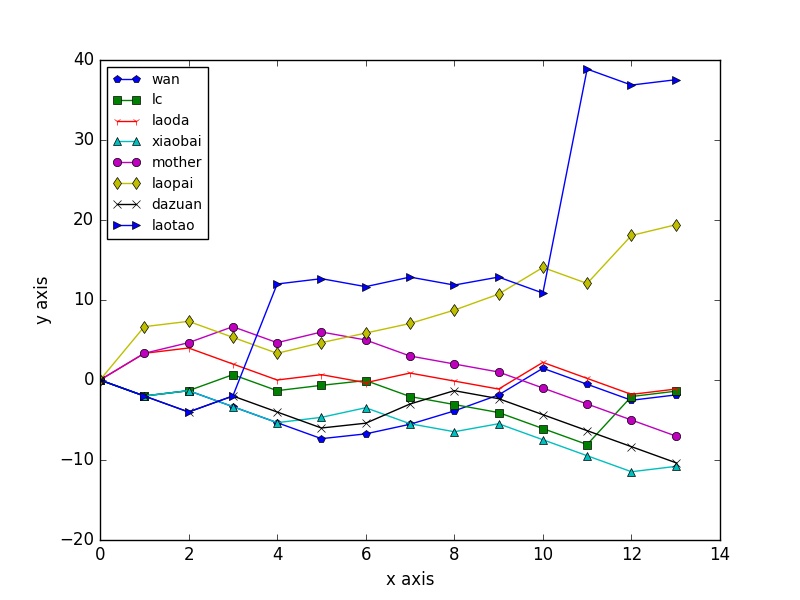 40
30
20
10
0
−10
−20
y axis
wan
lc
laoda
xiaobai
mother
laopai
dazuan
laotao
0 2 4 6 8 10 12 14
x axis